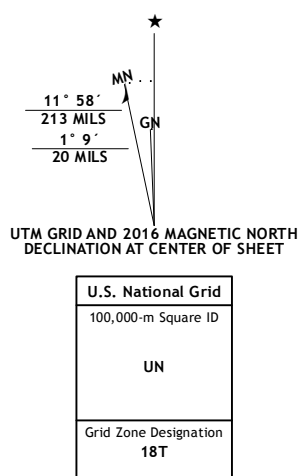 MN
GN
11° 58´
213 MILS
1° 9´
20 MILS
UTM GRID AND 2016 MAGNETIC NORTH
DECLINATION AT CENTER OF SHEET
U.S. National Grid
100,000-m Square ID
UN
Grid Zone Designation
18T